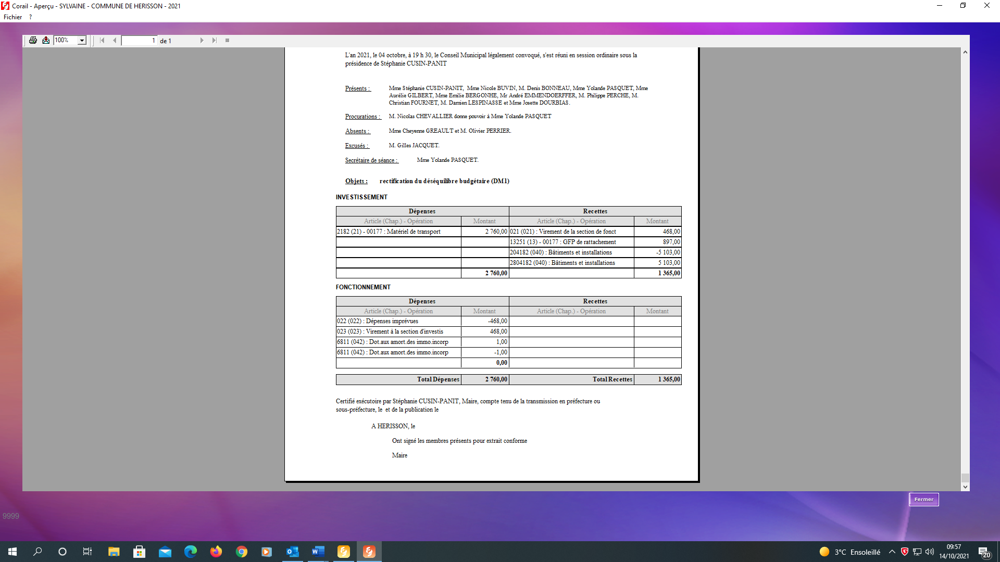 Corail - Aperçu - SYLVAINE - COMMUNE DE HERISSON - 2021
Fichier ?
100% 1 de 1
L'an 2021, le 04 octobre, à 19 h 30, le Conseil Municipal légalement convoqué, s'est réuni en session ordinaire sous la
présidence de Stéphanie CUSIN-PANIT
Présents : Mme Stéphanie CUSIN-PANIT, Mme Nicole BUVIN, M. Denis BONNEAU, Mme Yolande PASQUET, Mme
Aurélie GILBERT, Mme Emilie BERGONHE, Mr André EMMENDOERFFER, M. Philippe PERCHE, M.
Christian FOURNET, M. Damien LESPINASSE et Mme Josette DOURBIAS.
Procurations : M. Nicolas CHEVALLIER donne pouvoir à Mme Yolande PASQUET
Absents : Mme Cheyenne GREAULT et M. Olivier PERRIER.
Excusés : M. Gilles JACQUET.
Secrétaire de séance : Mme Yolande PASQUET.
Objets : rectification du déséquilibre budgétaire (DM1)
INVESTISSEMENT
Dépenses Recettes
Article (Chap.) - Opération Montant Article (Chap.) - Opération Montant
2182 (21) - 00177 : Matériel de transport 2 760,00 021 (021) : Virement de la section de fonct 468,00
13251 (13) - 00177 : GFP de rattachement 897,00
204182 (040) : Bâtiments et installations -5 103,00
2804182 (040) : Bâtiments et installations 5 103,00
2 760,00 1 365,00
FONCTIONNEMENT
Dépenses Recettes
Article (Chap.) - Opération Montant Article (Chap.) - Opération Montant
022 (022) : Dépenses imprévues -468,00
023 (023) : Virement à la section d'investis 468,00
6811 (042) : Dot.aux amort.des immo.incorp 1,00
6811 (042) : Dot.aux amort.des immo.incorp -1,00
0,00
Total Dépenses 2 760,00 Total Recettes 1 365,00
Certifié exécutoire par Stéphanie CUSIN-PANIT, Maire, compte tenu de la transmission en préfecture ou
sous-préfecture, le et de la publication le
A HERISSON, le
Ont signé les membres présents pour extrait conforme
Maire
Fermer
9999
3°C Ensoleillé
09:57
14/10/2021
20